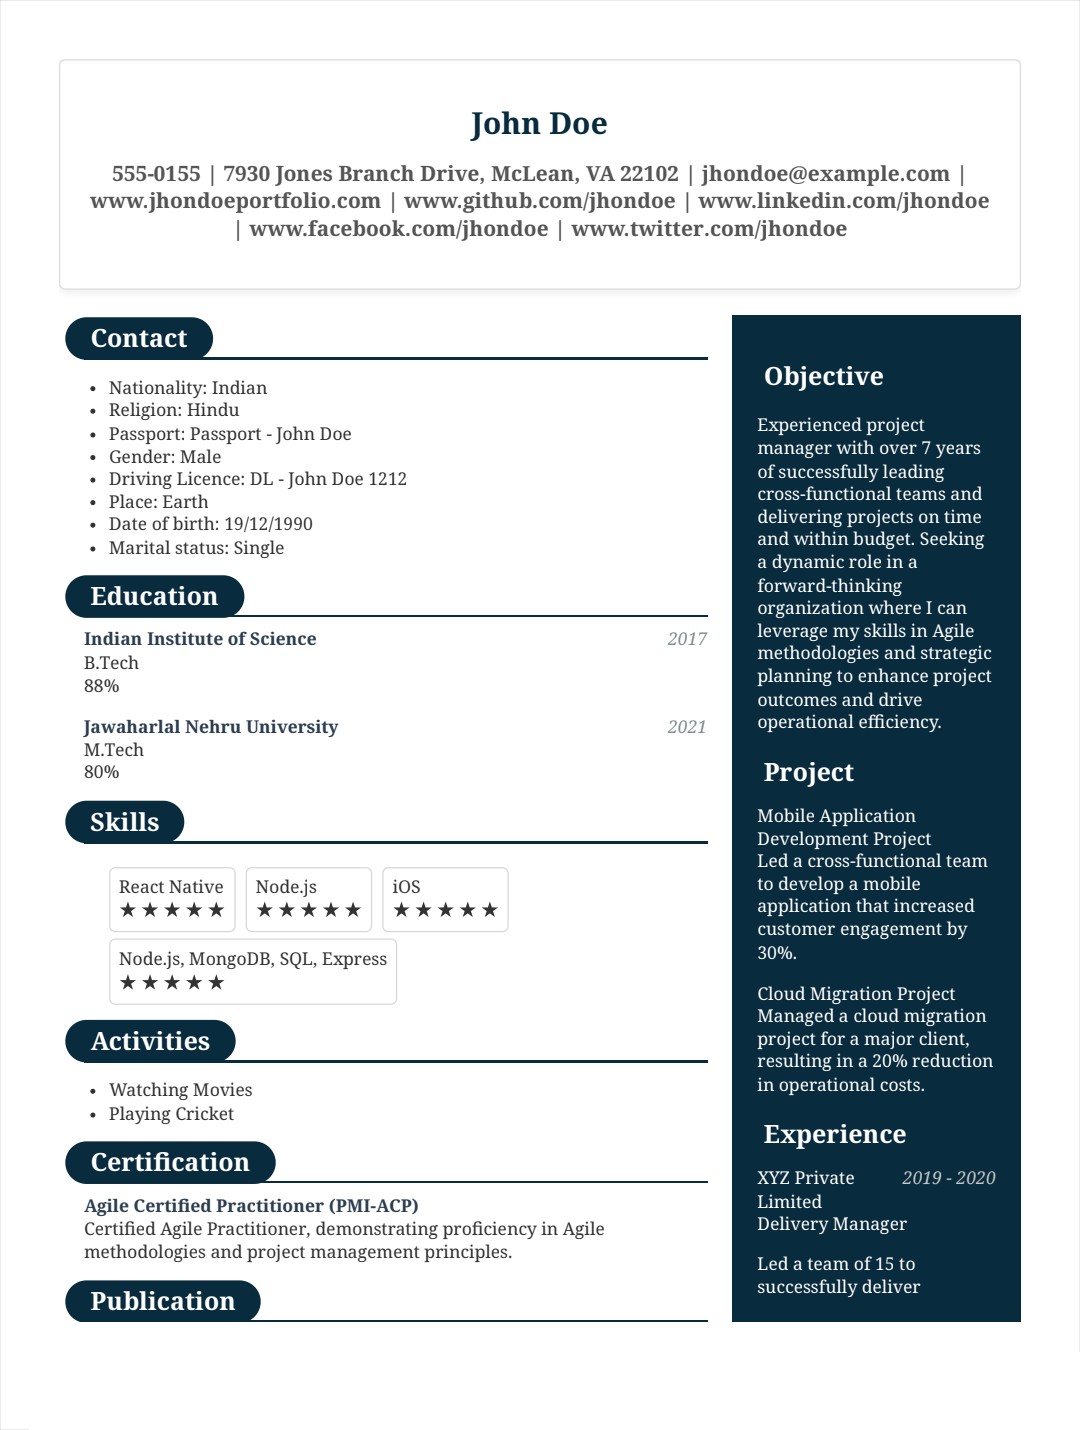 John Doe
555-0155 | 7930 Jones Branch Drive, McLean, VA 22102 | jhondoe@example.com |
www.jhondoeportfolio.com | www.github.com/jhondoe | www.linkedin.com/jhondoe
| www.facebook.com/jhondoe | www.twitter.com/jhondoe
Contact
• Nationality: Indian
• Religion: Hindu
• Passport: Passport - John Doe
• Gender: Male
• Driving Licence: DL - John Doe 1212
• Place: Earth
• Date of birth: 19/12/1990
• Marital status: Single
Education
Indian Institute of Science 2017
B.Tech
88%
Jawaharlal Nehru University 2021
M.Tech
80%
Skills
React Native Node.js iOS
★★★★★ ★★★★★ ★★★★★
Node.js, MongoDB, SQL, Express
★★★★★
Activities
• Watching Movies
• Playing Cricket
Certification
Agile Certified Practitioner (PMI-ACP)
Certified Agile Practitioner, demonstrating proficiency in Agile
methodologies and project management principles.
Publication
Objective
Experienced project
manager with over 7 years
of successfully leading
cross-functional teams and
delivering projects on time
and within budget. Seeking
a dynamic role in a
forward-thinking
organization where I can
leverage my skills in Agile
methodologies and strategic
planning to enhance project
outcomes and drive
operational efficiency.
Project
Mobile Application
Development Project
Led a cross-functional team
to develop a mobile
application that increased
customer engagement by
30%.
Cloud Migration Project
Managed a cloud migration
project for a major client,
resulting in a 20% reduction
in operational costs.
Experience
XYZ Private 2019 - 2020
Limited
Delivery Manager
Led a team of 15 to
successfully deliver